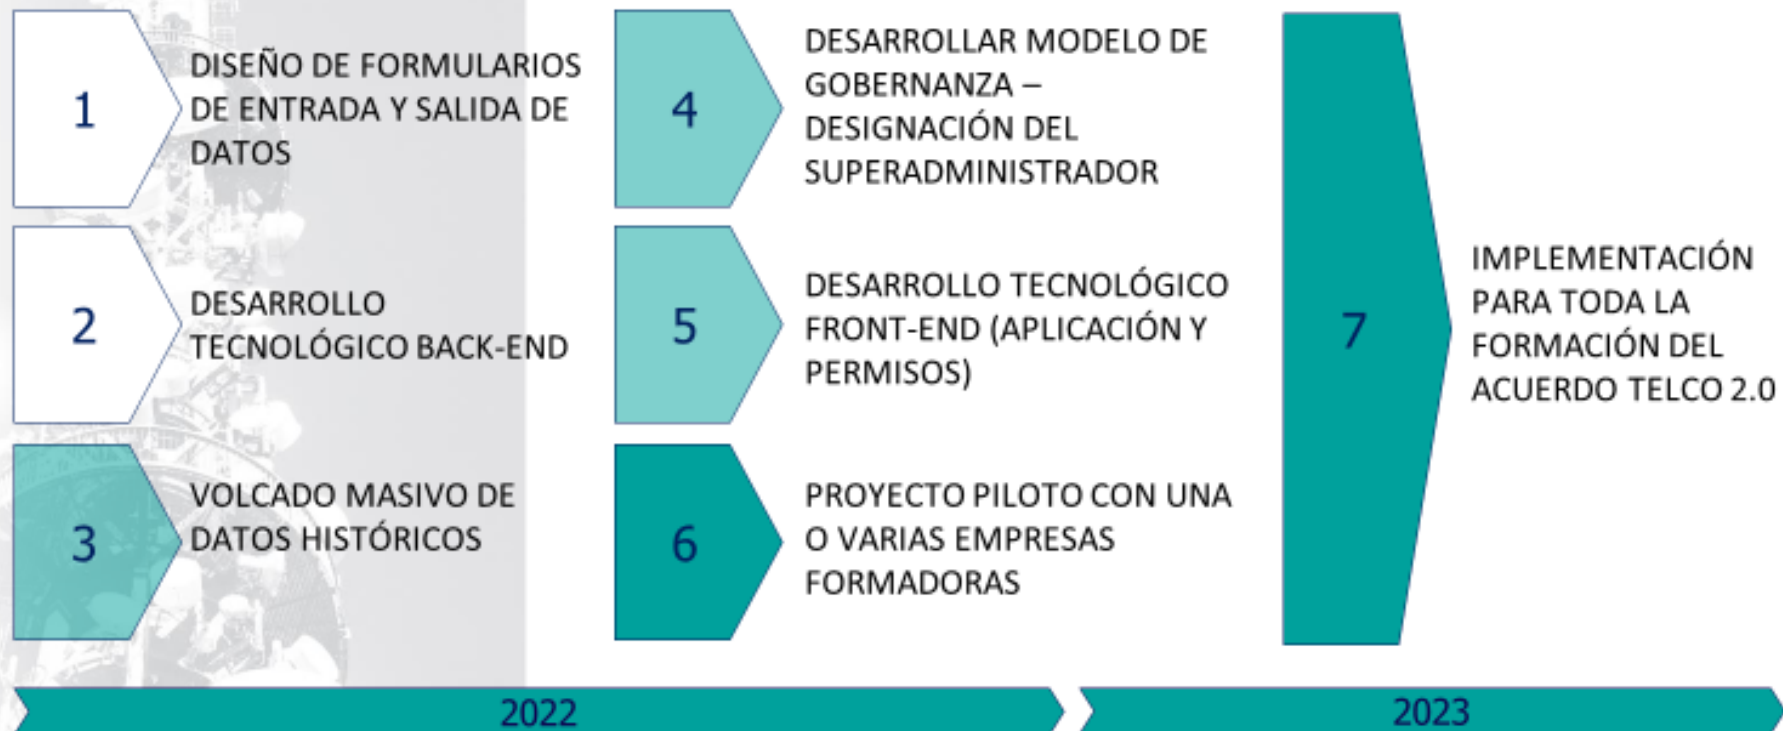 1
DISEÑO DE FORMULARIOS
DE ENTRADA Y SALIDA DE
DATOS
2
DESARROLLO
TECNOLÓGICO BACK-END
3
VOLCADO MASIVO DE
DATOS HISTÓRICOS
4
DESARROLLAR MODELO DE
GOBERNANZA –
DESIGNACIÓN DEL
SUPERADMINISTRADOR
5
DESARROLLO TECNOLÓGICO
FRONT-END (APLICACIÓN Y
PERMISOS)
6
PROYECTO PILOTO CON UNA
O VARIAS EMPRESAS
FORMADORAS
7
IMPLEMENTACIÓN
PARA TODA LA
FORMACIÓN DEL
ACUERDO TELCO 2.0
2022
2023